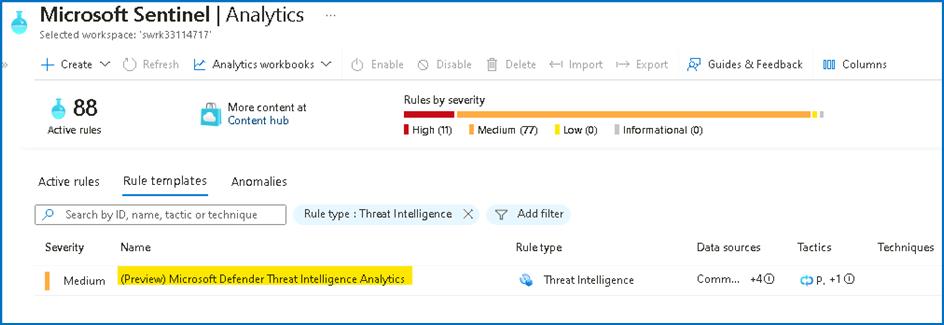 Microsoft Sentinel | Analytics ...
Selected workspace: 'swrk33114717'
» + Create Refresh Analytics workbooks Enable Disable Delete Import Export Guides & Feedback Columns
88
Active rules
More content at
Content hub
Rules by severity
High (11) Medium (77) Low (0) Informational (0)
Active rules Rule templates Anomalies
Search by ID, name, tactic or technique Rule type : Threat Intelligence Add filter
Severity Name Rule type Data sources Tactics Techniques
Medium (Preview) Microsoft Defender Threat Intelligence Analytics Threat Intelligence Comm... +4 P. +1